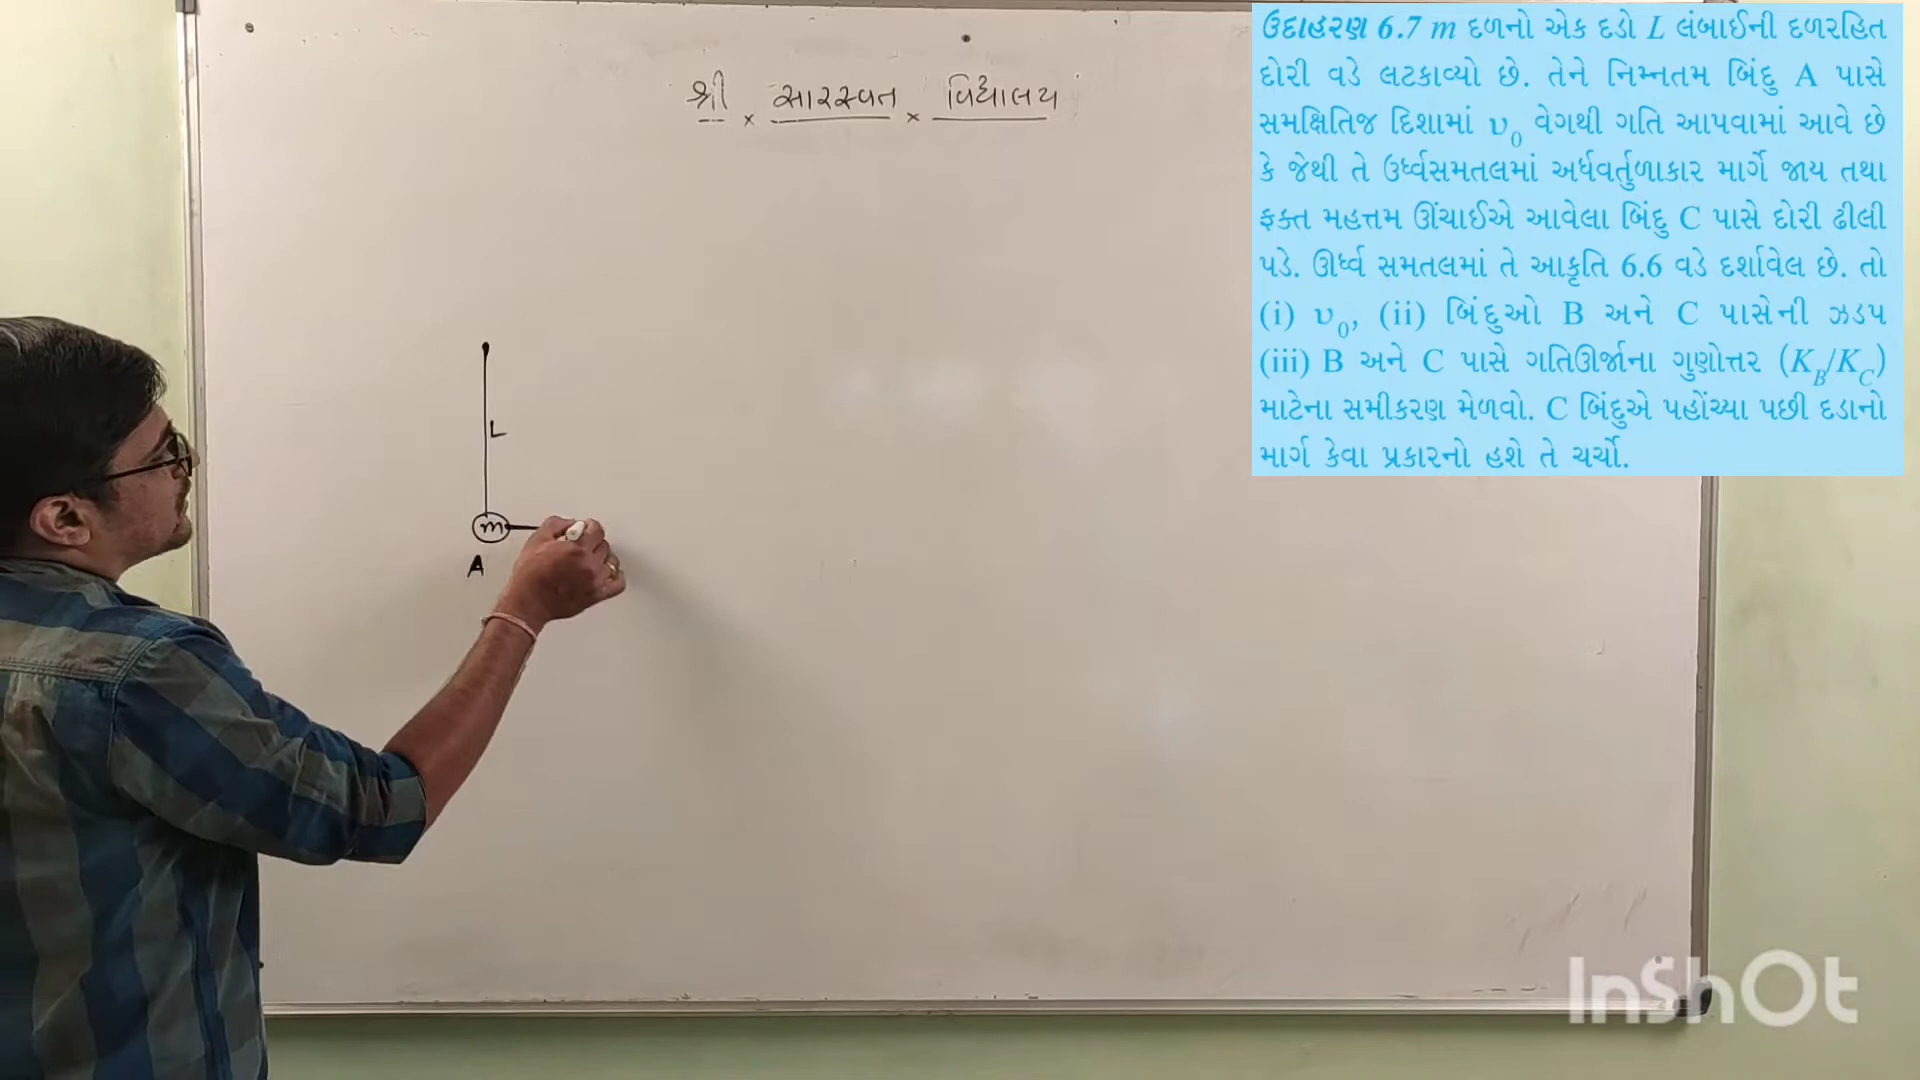 શ્રી × સારસ્વત × વિદ્યાલય
ઉદાહરણ 6.7 m દળનો એક દડો L લંબાઈની દળરહિત
દોરી વડે લટકાવ્યો છે. તેને નિમ્નતમ બિંદુ A પાસે
સમક્ષિતિજ દિશામાં υ₀ વેગથી ગતિ આપવામાં આવે છે
કે જેથી તે ઉર્ધ્વસમતલમાં અર્ધવર્તુળાકાર માર્ગે જાય તથા
ફક્ત મહત્તમ ઊંચાઈએ આવેલા બિંદુ C પાસે દોરી ઢીલી
પડે. ઊર્ધ્વ સમતલમાં તે આકૃતિ 6.6 વડે દર્શાવેલ છે. તો
(i) υ₀, (ii) બિંદુઓ B અને C પાસેની ઝડપ
(iii) B અને C પાસે ગતિઊર્જાના ગુણોત્તર (K_B/K_C)
માટેના સમીકરણ મેળવો. C બિંદુએ પહોંચ્યા પછી દડાનો
માર્ગ કેવા પ્રકારનો હશે તે ચર્ચો.
L
m
A
InShOt